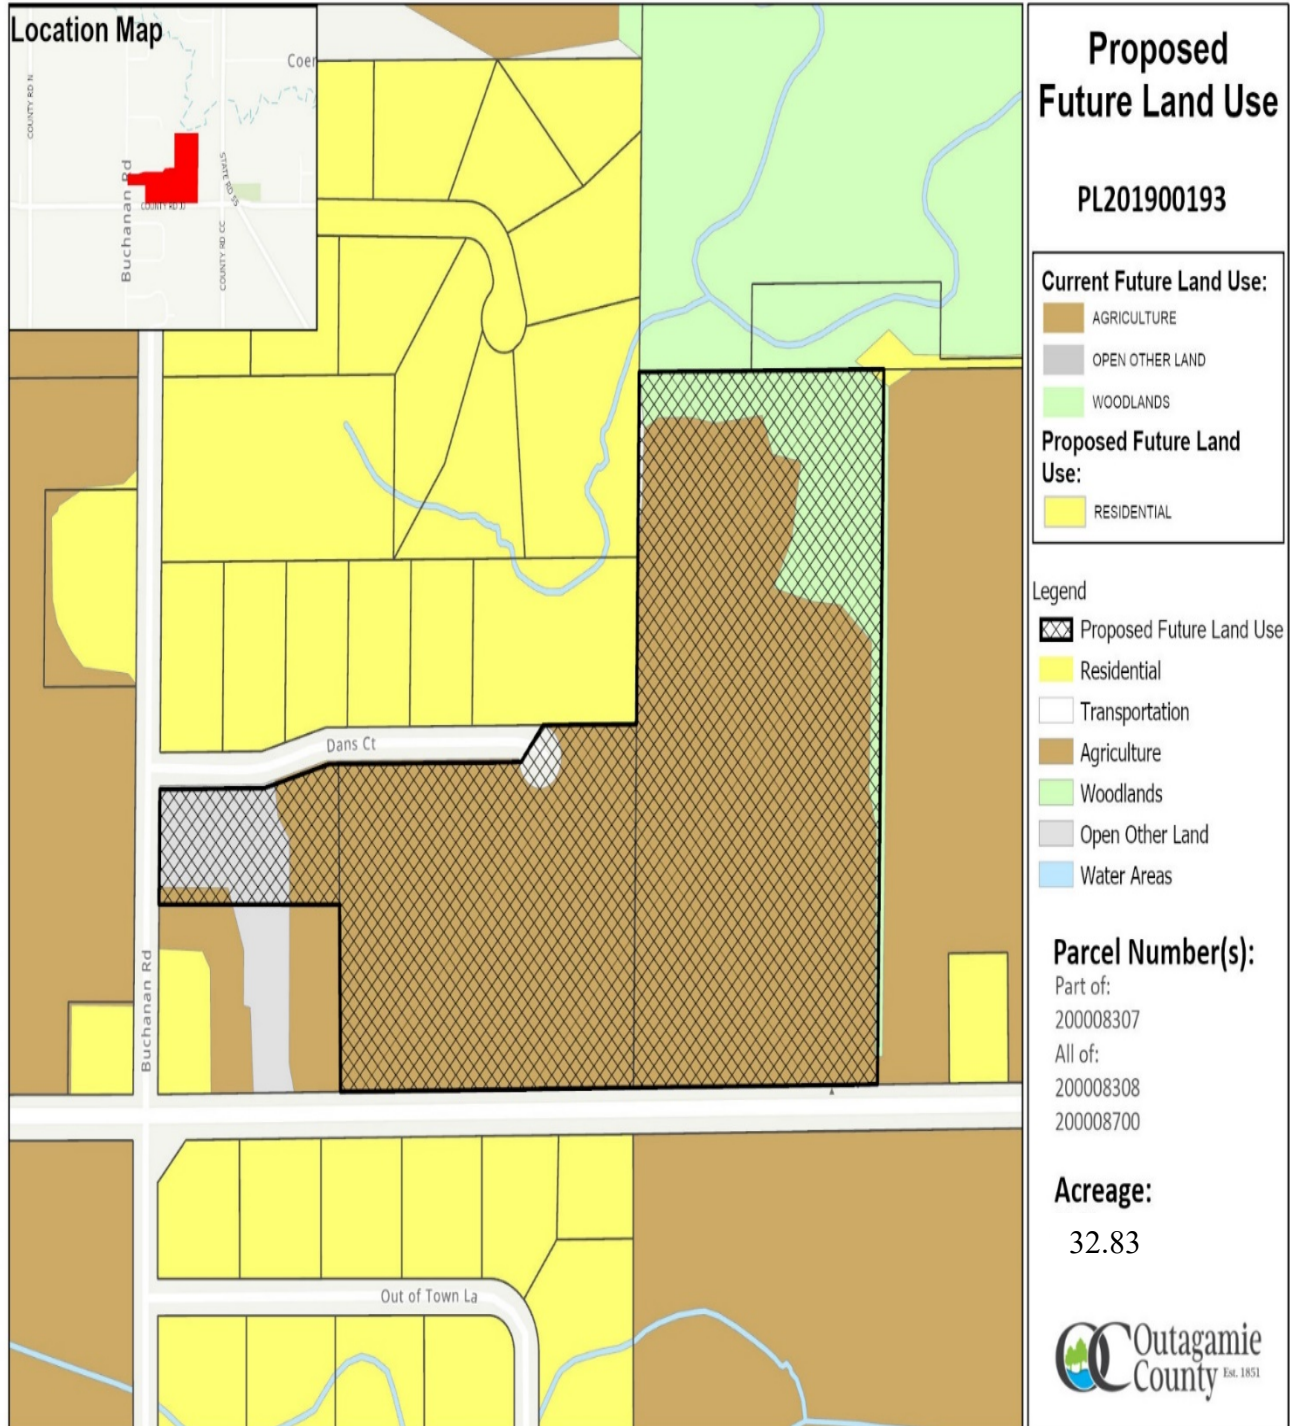 Location Map
Coer
COUNTY RD N
Buchanan Rd
STATE RD 55
COUNTY RD CC
Dans Ct
Buchanan Rd
Out of Town La
Proposed
Future Land Use
PL201900193
Current Future Land Use:
AGRICULTURE
OPEN OTHER LAND
WOODLANDS
Proposed Future Land
Use:
RESIDENTIAL
Legend
Proposed Future Land Use
Residential
Transportation
Agriculture
Woodlands
Open Other Land
Water Areas
Parcel Number(s):
Part of:
200008307
All of:
200008308
200008700
Acreage:
32.83
Outagamie
County Est. 1851